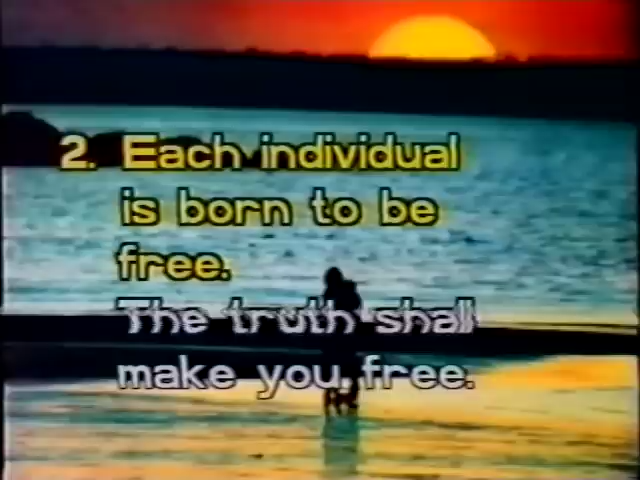 2. Each individual
is born to be
free.
The truth shall
make you free.